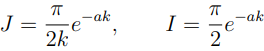 J = \frac{\pi}{2k} e^{-ak}, \qquad I = \frac{\pi}{2} e^{-ak}